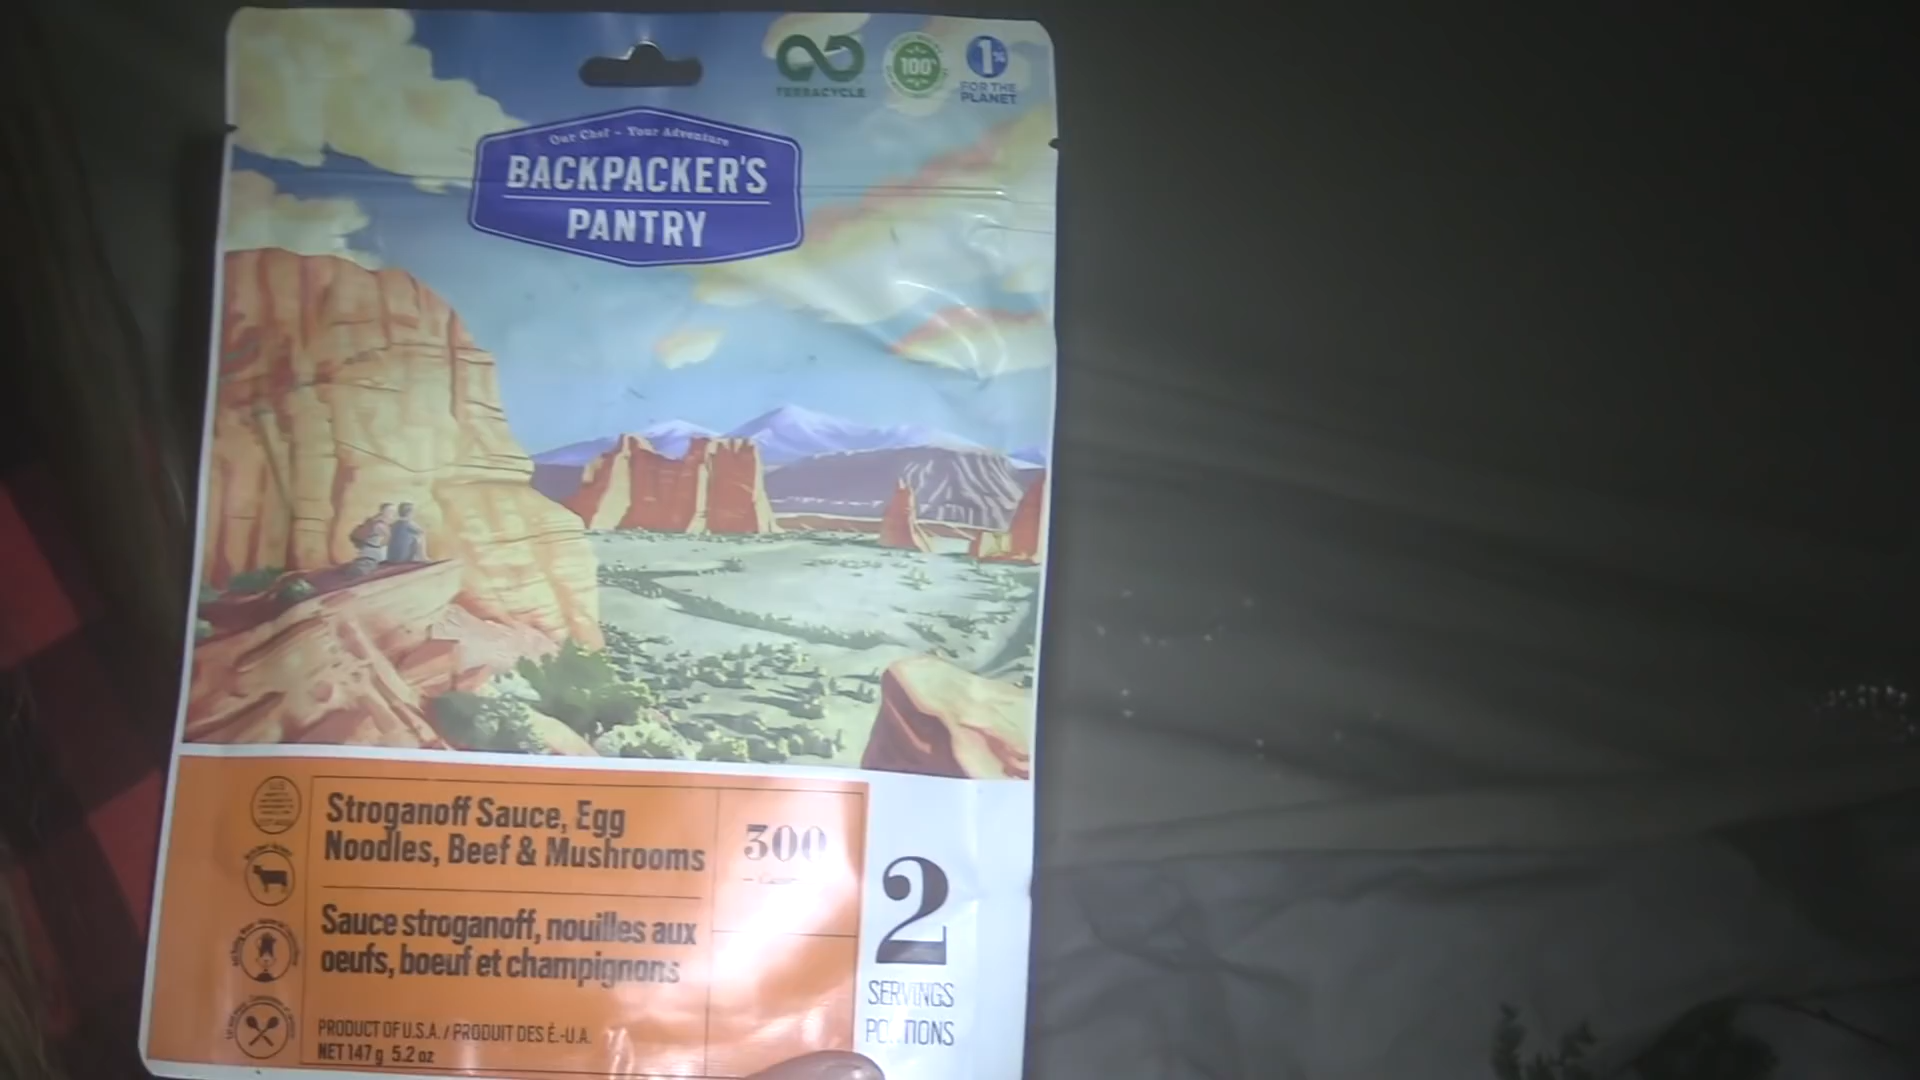 TERRACYCLE
100%
1%
FOR THE
PLANET
Our Chef - Your Adventure
BACKPACKER'S
PANTRY
Stroganoff Sauce, Egg
Noodles, Beef & Mushrooms
300
Sauce stroganoff, nouilles aux
oeufs, boeuf et champignons
2
SERVINGS
PORTIONS
PRODUCT OF U.S.A. / PRODUIT DES É.-U.A.
NET 147 g 5.2 oz